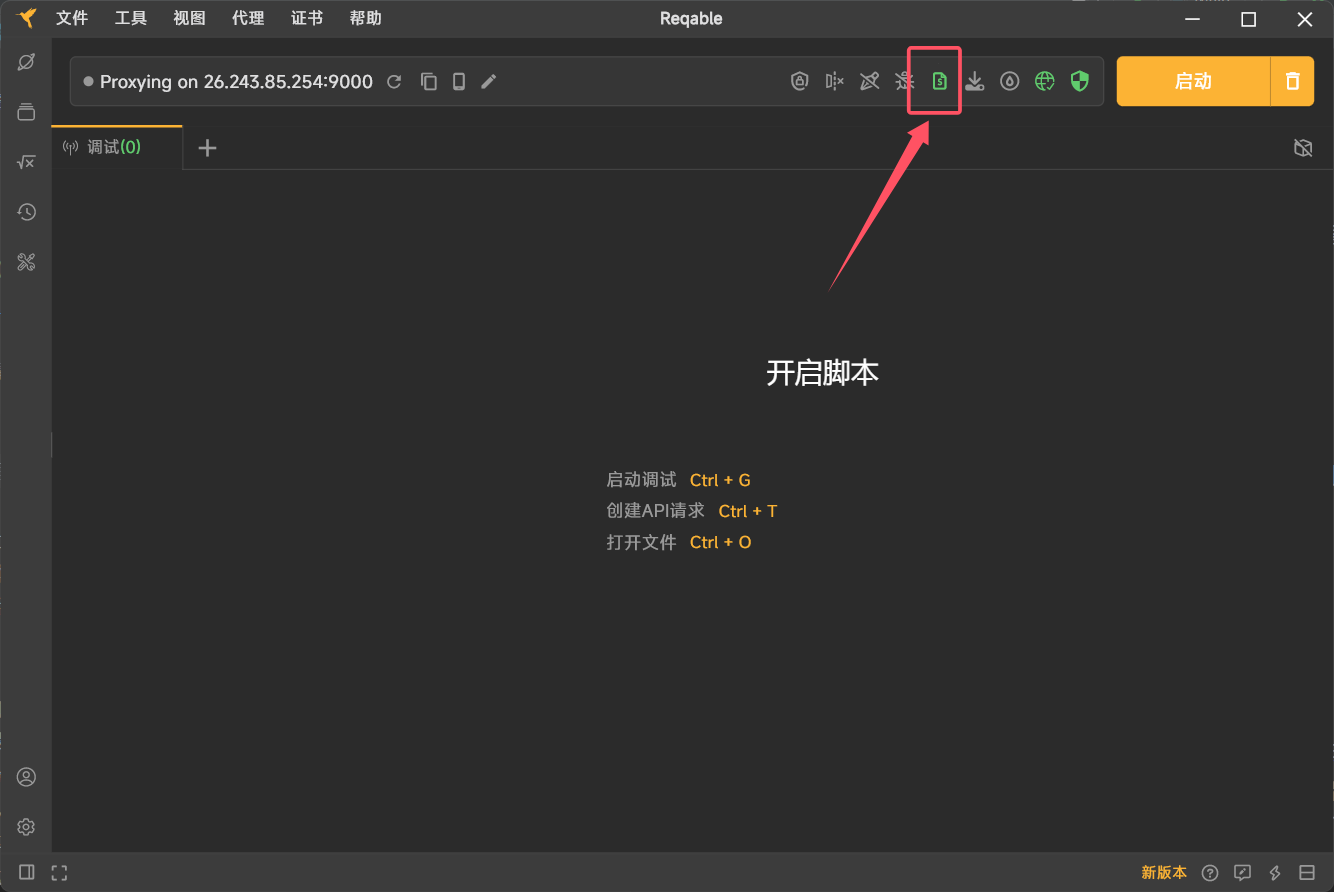 文件 工具 视图 代理 证书 帮助 Reqable
Proxying on 26.243.85.254:9000 启动
调试(0)
开启脚本
启动调试 Ctrl + G
创建API请求 Ctrl + T
打开文件 Ctrl + O
新版本